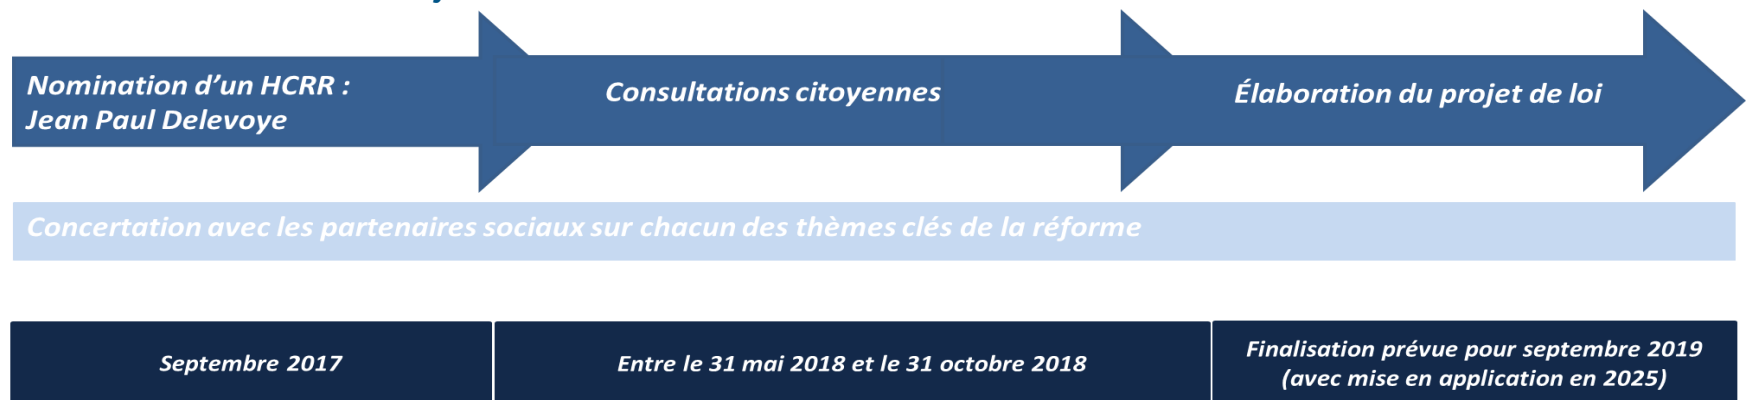 Nomination d’un HCRR :
Jean Paul Delevoye
Consultations citoyennes
Élaboration du projet de loi
Concertation avec les partenaires sociaux sur chacun des thèmes clés de la réforme
Septembre 2017
Entre le 31 mai 2018 et le 31 octobre 2018
Finalisation prévue pour septembre 2019
(avec mise en application en 2025)